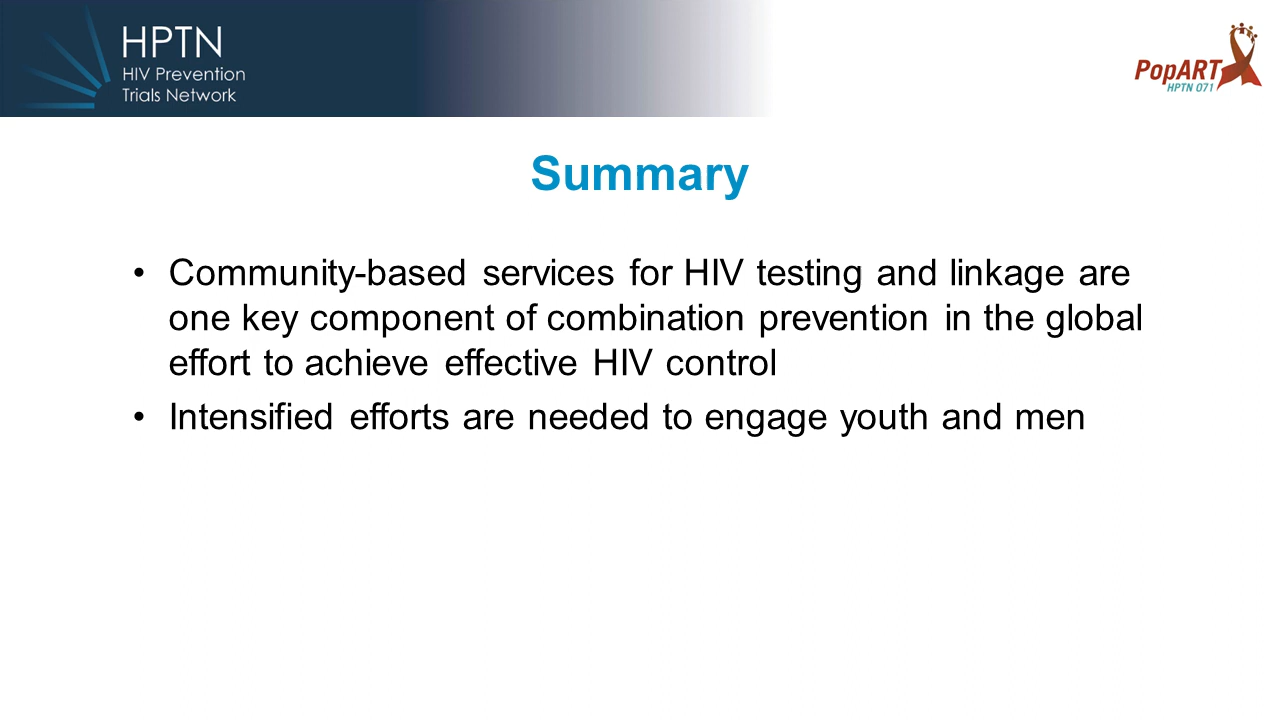 HPTN
HIV Prevention
Trials Network
PopART
HPTN 071
Summary
• Community-based services for HIV testing and linkage are
one key component of combination prevention in the global
effort to achieve effective HIV control
• Intensified efforts are needed to engage youth and men